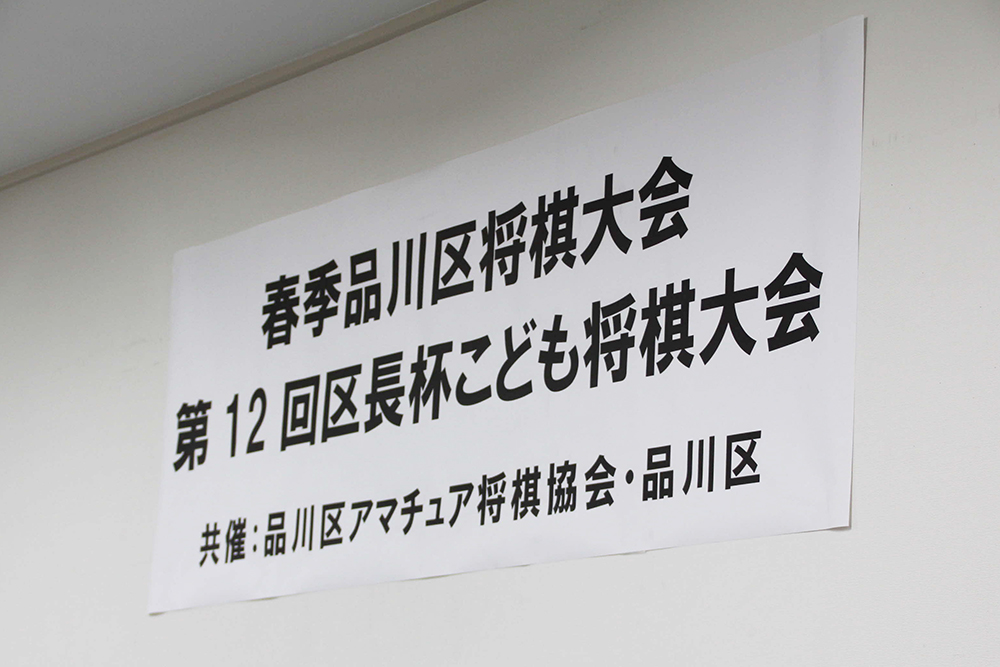 春季品川区将棋大会
第12回区長杯こども将棋大会
共催：品川区アマチュア将棋協会・品川区